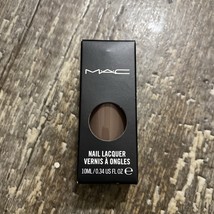 MAC
NAIL LACQUER
VERNIS À ONGLES
10ML/0.34 US FL OZ ℮